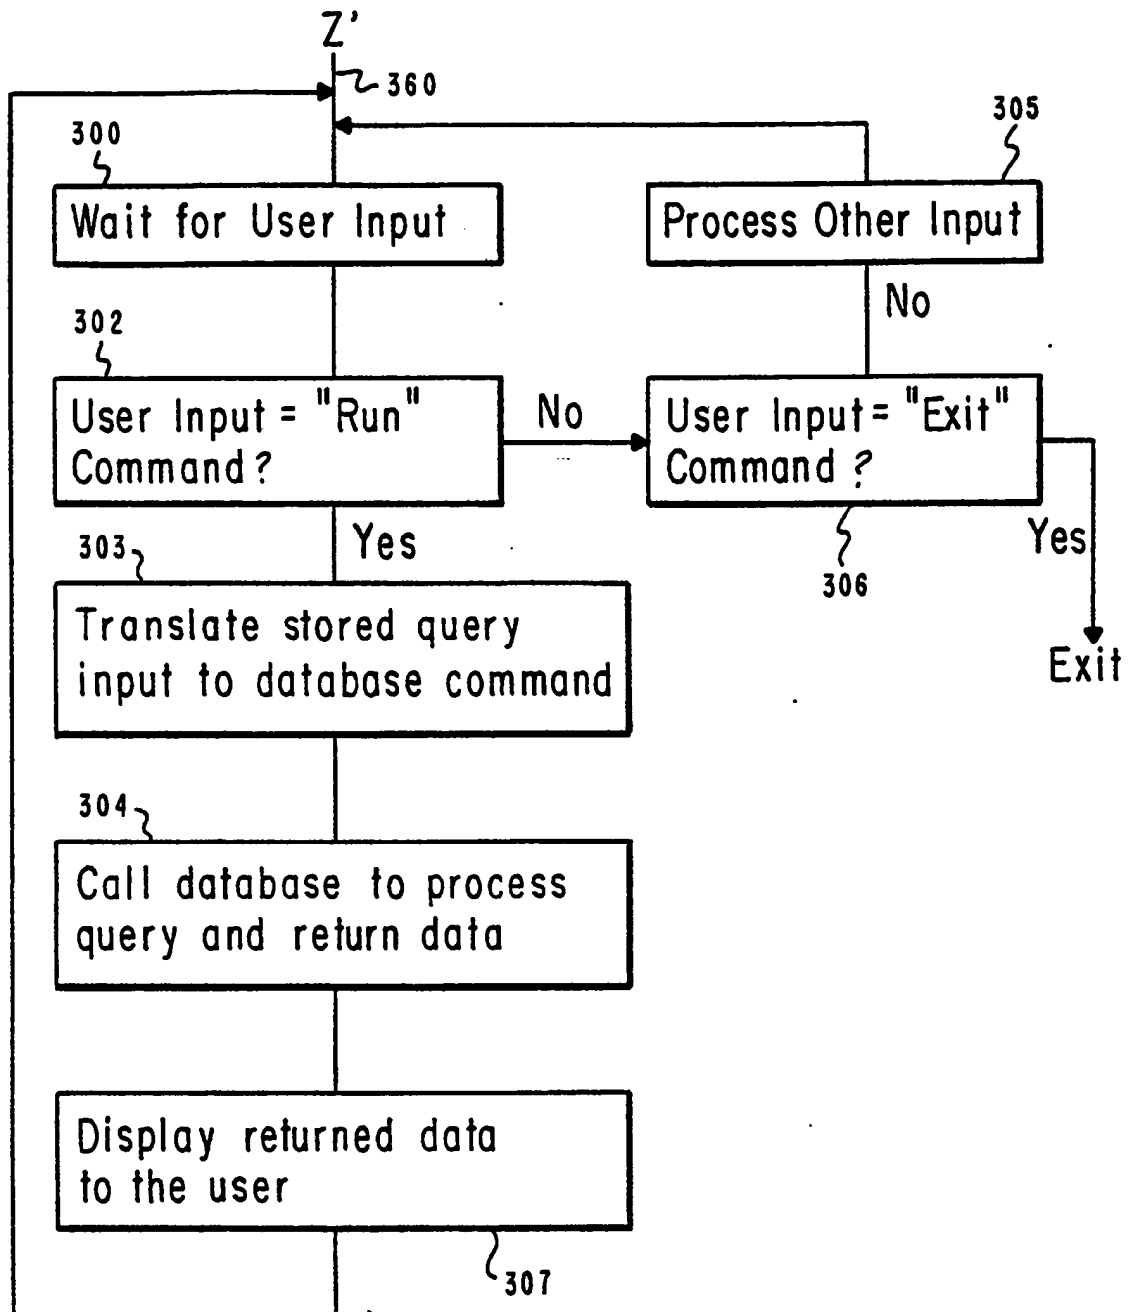 Z'
360
300
305
Wait for User Input
Process Other Input
No
302
User Input = "Run"
Command?
No
User Input = "Exit"
Command?
306
Yes
Exit
Yes
303
Translate stored query
input to database command
304
Call database to process
query and return data
Display returned data
to the user
307